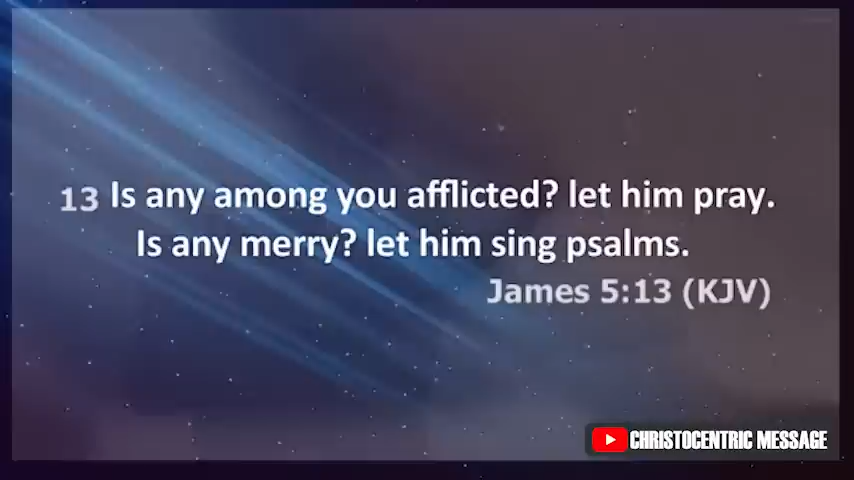 13 Is any among you afflicted? let him pray.
Is any merry? let him sing psalms.
James 5:13 (KJV)
CHRISTOCENTRIC MESSAGE